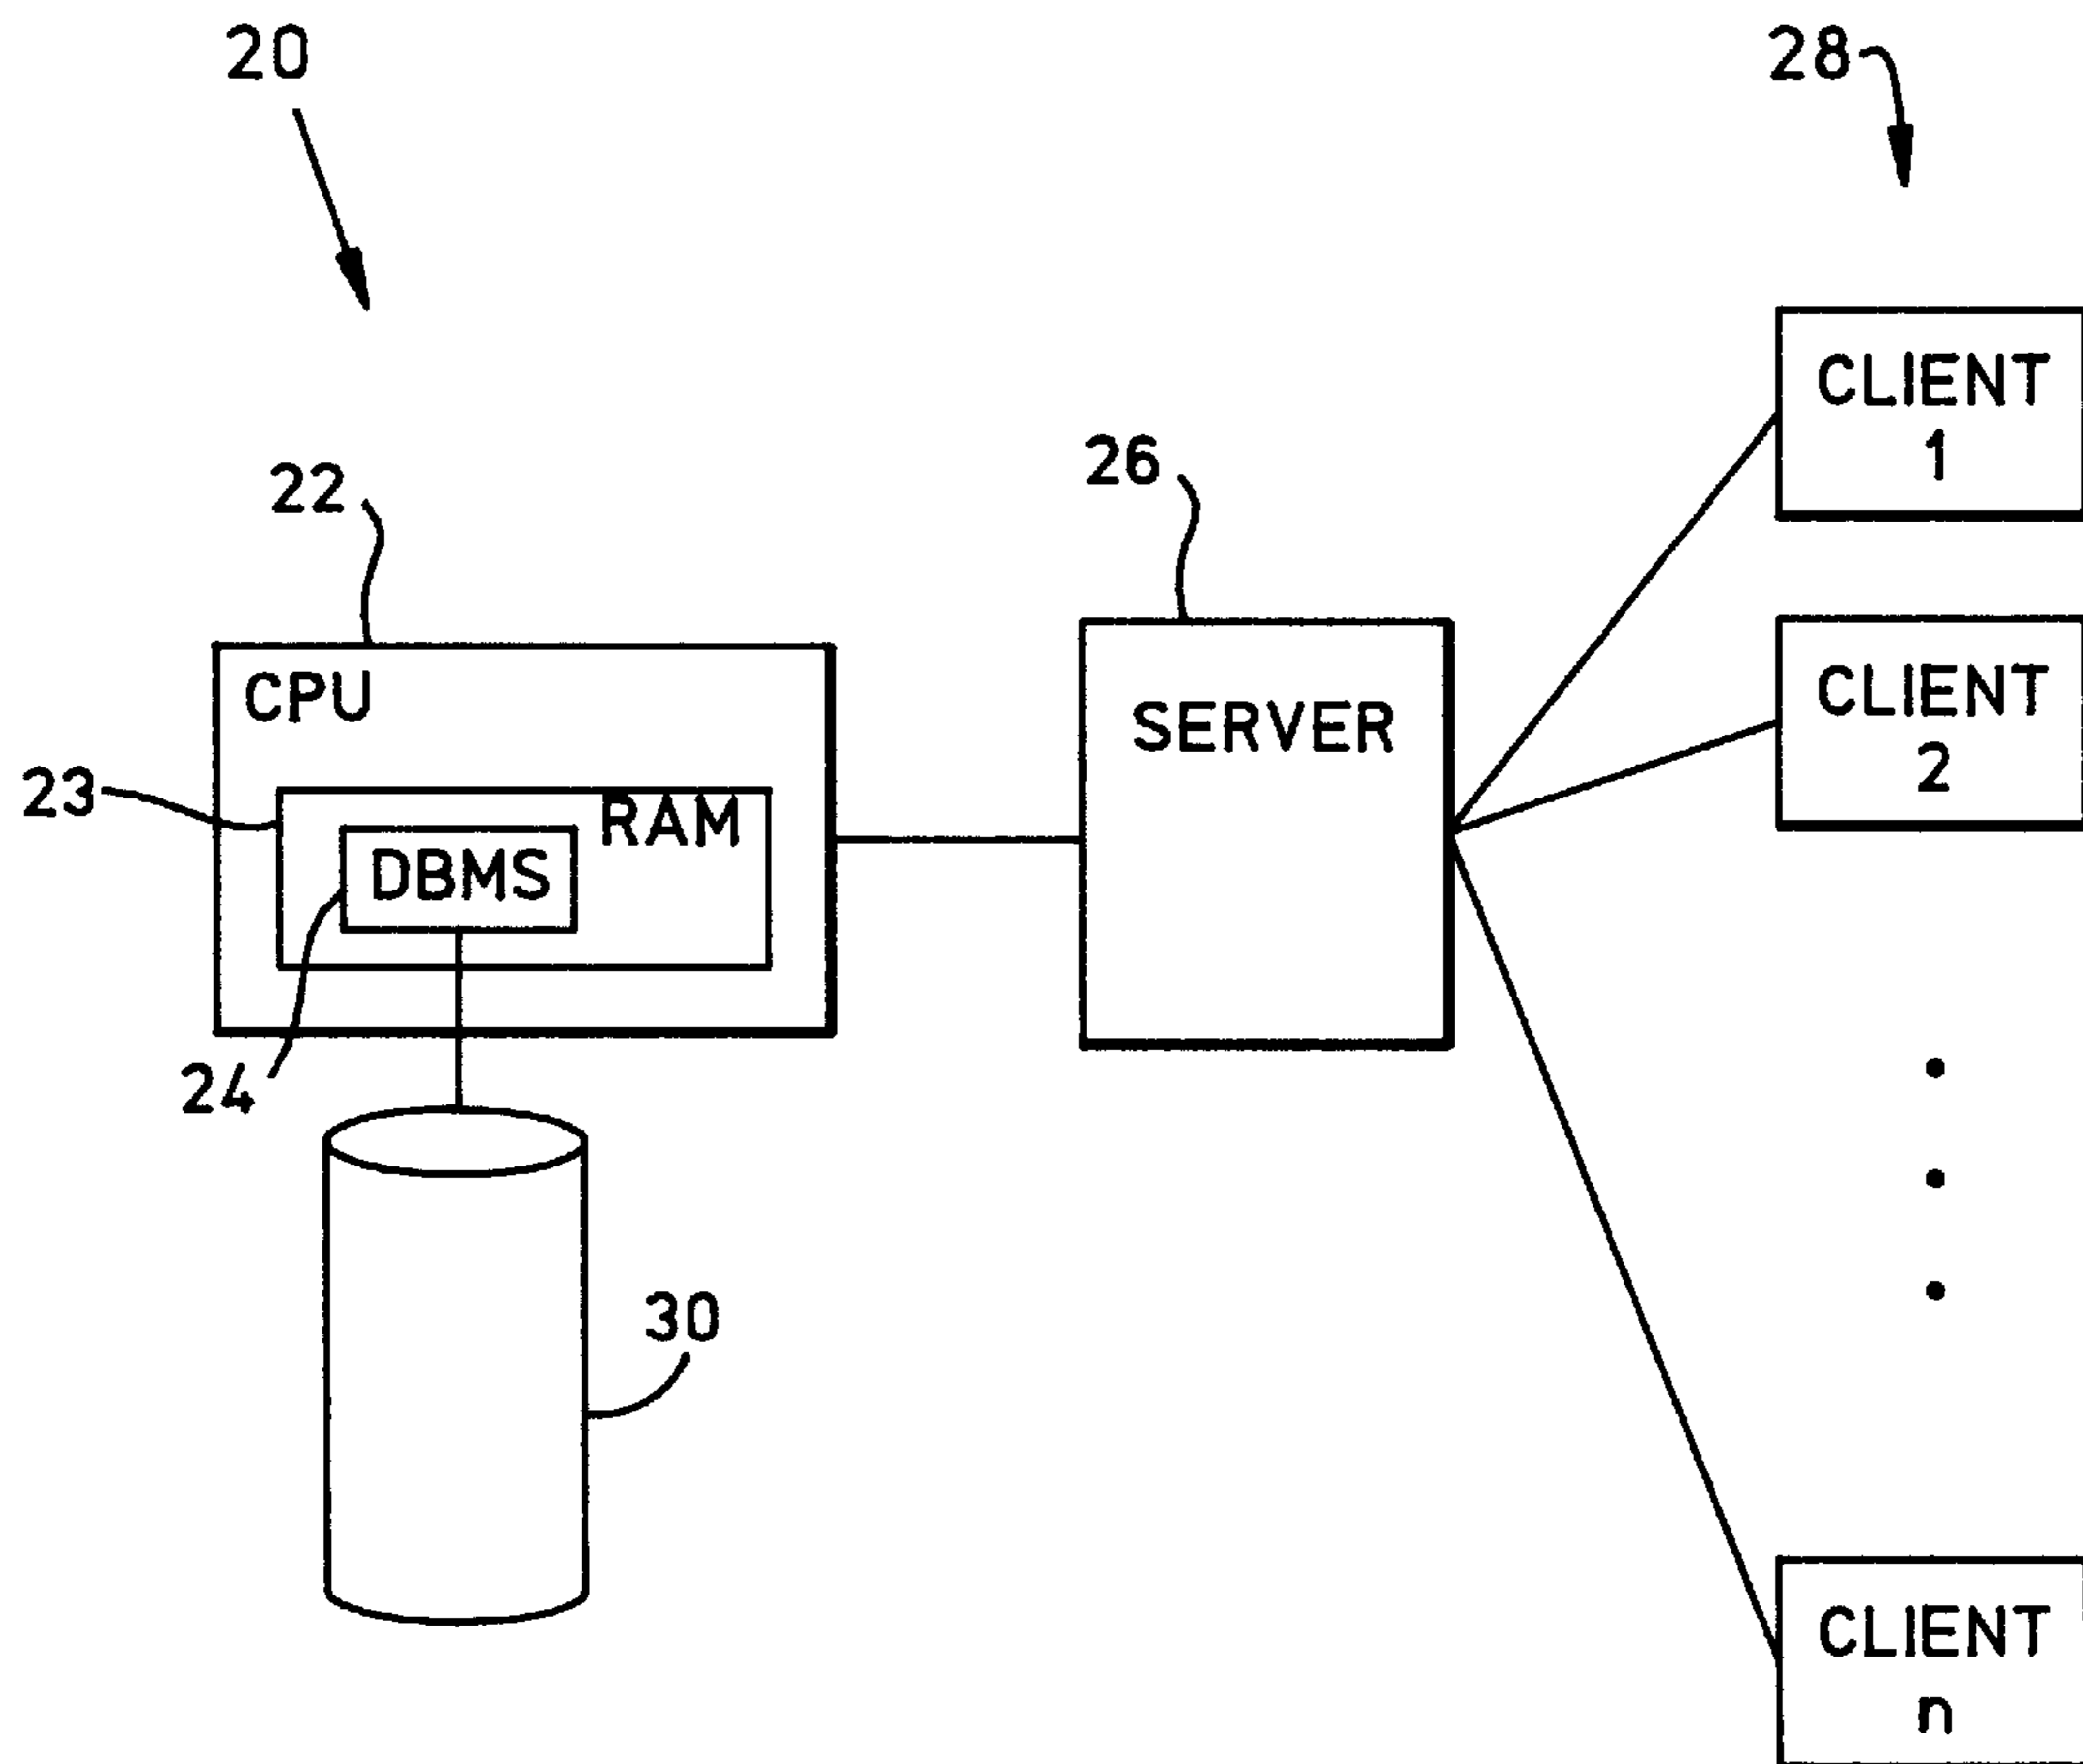 20
28
CLIENT
1
22
26
CPU
SERVER
CLIENT
2
23
RAM
DBMS
24
30
CLIENT
n